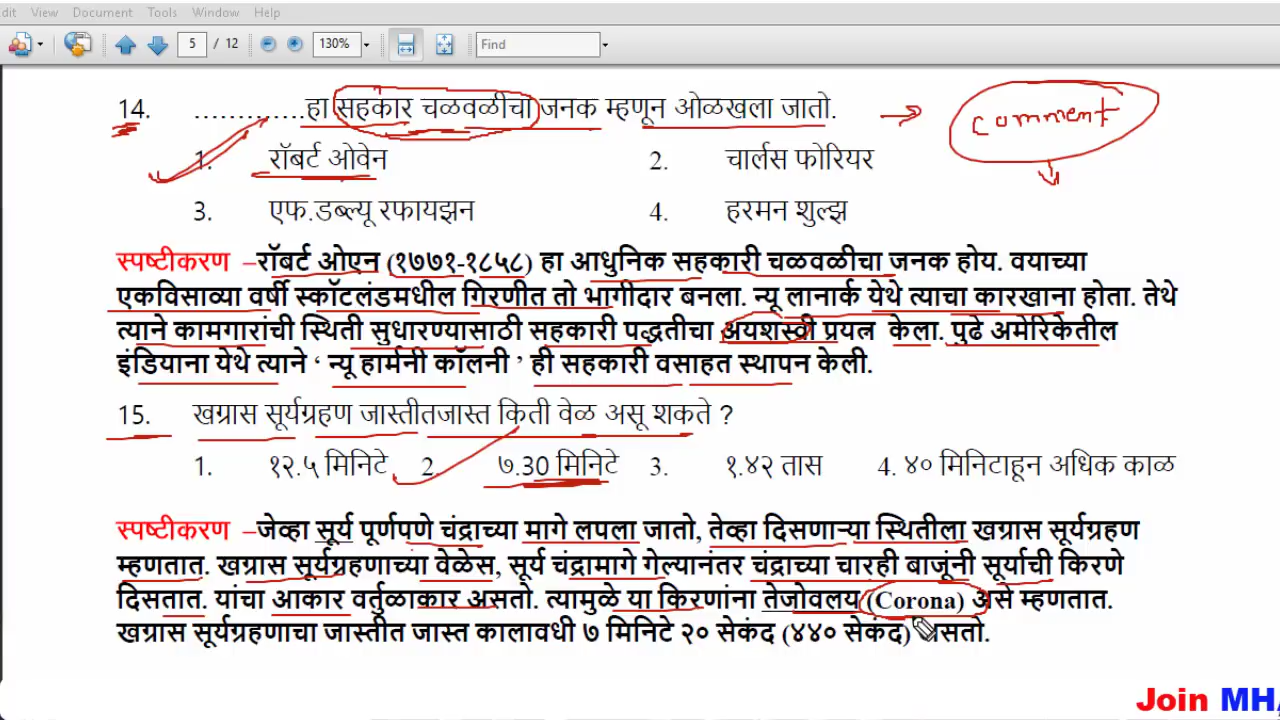 dit View Document Tools Window Help
5 / 12 130% Find
14. .............हा सहकार चळवळीचा जनक म्हणून ओळखला जातो. comment
1. रॉबर्ट ओवेन 2. चार्लस फोरियर
3. एफ.डब्ल्यू रफायझन 4. हरमन शुल्झ
स्पष्टीकरण –रॉबर्ट ओएन (१७७१-१८५८) हा आधुनिक सहकारी चळवळीचा जनक होय. वयाच्या
एकविसाव्या वर्षी स्कॉटलंडमधील गिरणीत तो भागीदार बनला. न्यू लानार्क येथे त्याचा कारखाना होता. तेथे
त्याने कामगारांची स्थिती सुधारण्यासाठी सहकारी पद्धतीचा अयशस्वी प्रयत्न केला. पुढे अमेरिकेतील
इंडियाना येथे त्याने ‘ न्यू हार्मनी कॉलनी ’ ही सहकारी वसाहत स्थापन केली.
15. खग्रास सूर्यग्रहण जास्तीतजास्त किती वेळ असू शकते ?
1. १२.५ मिनिटे 2. ७.30 मिनिटे 3. १.४२ तास 4. ४० मिनिटाहून अधिक काळ
स्पष्टीकरण –जेव्हा सूर्य पूर्णपणे चंद्राच्या मागे लपला जातो, तेव्हा दिसणाऱ्या स्थितीला खग्रास सूर्यग्रहण
म्हणतात. खग्रास सूर्यग्रहणाच्या वेळेस, सूर्य चंद्रामागे गेल्यानंतर चंद्राच्या चारही बाजूंनी सूर्याची किरणे
दिसतात. यांचा आकार वर्तुळाकार असतो. त्यामुळे या किरणांना तेजोवलय (Corona) असे म्हणतात.
खग्रास सूर्यग्रहणाचा जास्तीत जास्त कालावधी ७ मिनिटे २० सेकंद (४४० सेकंद) असतो.
Join MH